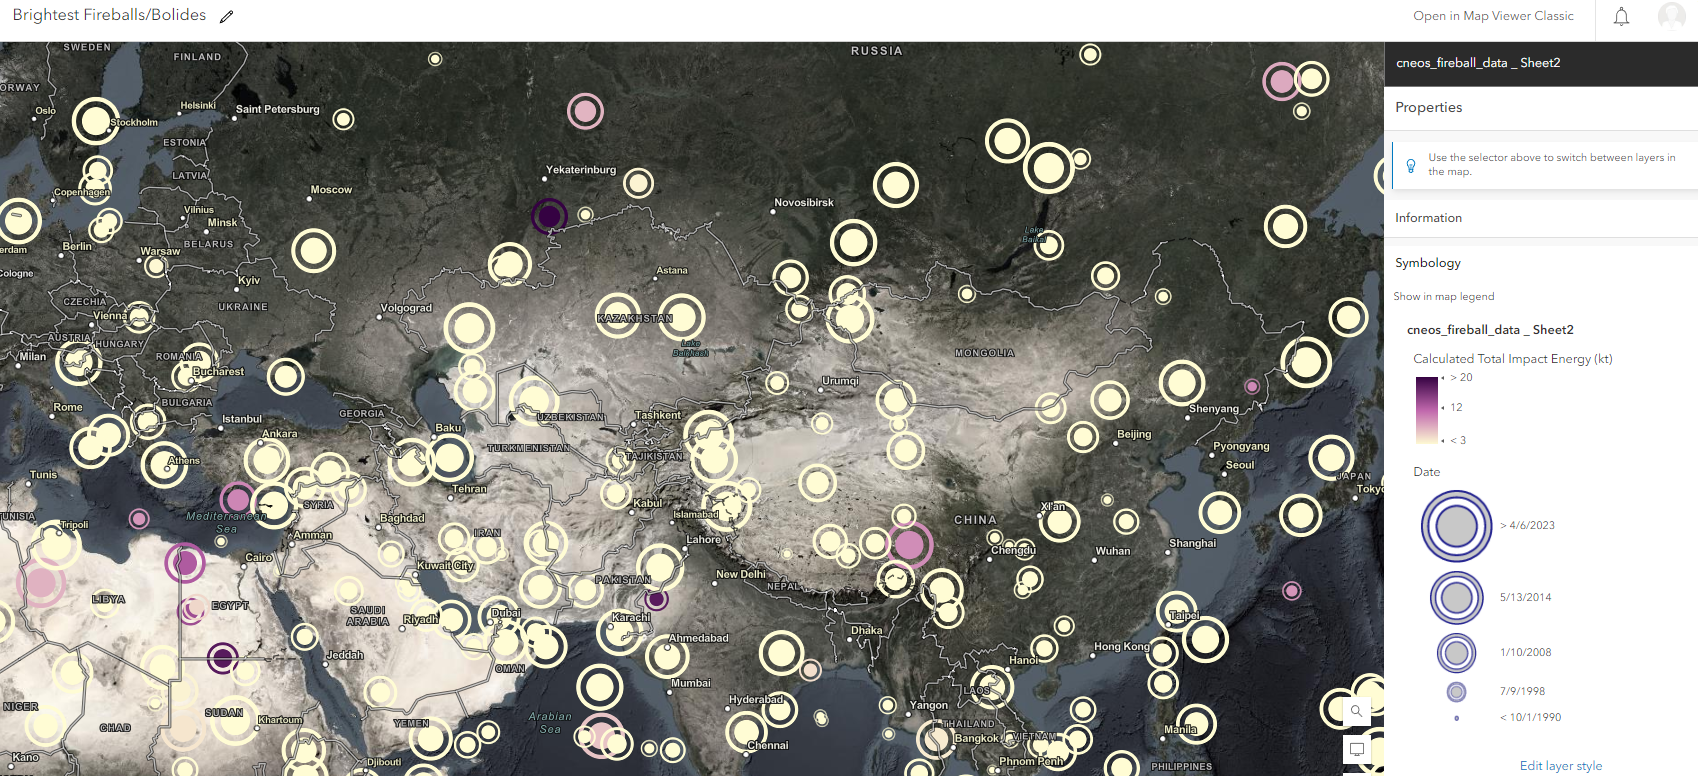 Brightest Fireballs/Bolides
Open in Map Viewer Classic
SWEDEN
FINLAND
RUSSIA
ORWAY
Oslo
Stockholm
Helsinki
Saint Petersburg
ESTONIA
LATVIA
Copenhagen
Moscow
Yekaterinburg
Novosibirsk
Vilnius
Minsk
BELARUS
erdam
Berlin
Warsaw
Cologne
Kyiv
UKRAINE
CZECHIA
Vienna
Volgograd
Astana
KAZAKHSTAN
Lake
Baikal
Lake
Balkhash
AUSTRIA
HUNGARY
Milan
ROMANIA
Bucharest
BULGARIA
MONGOLIA
Urumqi
Rome
Istanbul
GEORGIA
UZBEKISTAN
Tashkent
Shenyang
Ankara
Baku
TURKMENISTAN
TAJIKISTAN
Beijing
Pyongyang
Seoul
JAPAN
Tokyo
Athens
Tunis
Tehran
SYRIA
Mediterranean
Sea
TUNISIA
Tripoli
Baghdad
Kabul
Islamabad
Xi'an
CHINA
Amman
IRAN
Cairo
Lahore
Chengdu
Wuhan
Shanghai
Kuwait City
New Delhi
PAKISTAN
NEPAL
LIBYA
EGYPT
SAUDI
ARABIA
Riyadh
Dubai
Karachi
Taipei
Ahmedabad
Dhaka
Jeddah
OMAN
Hong Kong
Hanoi
Mumbai
LAOS
Hyderabad
Yangon
NIGER
CHAD
SUDAN
Khartoum
YEMEN
Arabian
Sea
THAILAND
Bangkok
VIETNAM
Manila
Chennai
Kano
Djibouti
Phnom Penh
PHILIPPINES
cneos_fireball_data _ Sheet2
Properties
Use the selector above to switch between layers in
the map.
Information
Symbology
Show in map legend
cneos_fireball_data _ Sheet2
Calculated Total Impact Energy (kt)
> 20
12
< 3
Date
> 4/6/2023
5/13/2014
1/10/2008
7/9/1998
< 10/1/1990
Edit layer style